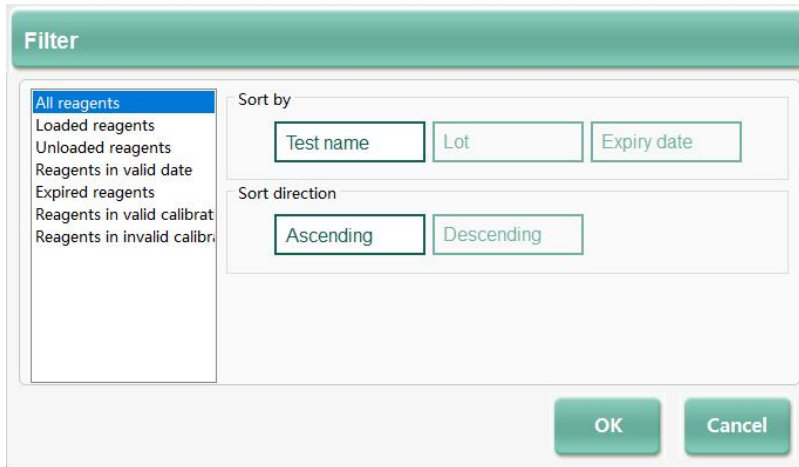 Filter
All reagents
Loaded reagents
Unloaded reagents
Reagents in valid date
Expired reagents
Reagents in valid calibrat
Reagents in invalid calibr
Sort by
Test name
Lot
Expiry date
Sort direction
Ascending
Descending
OK
Cancel